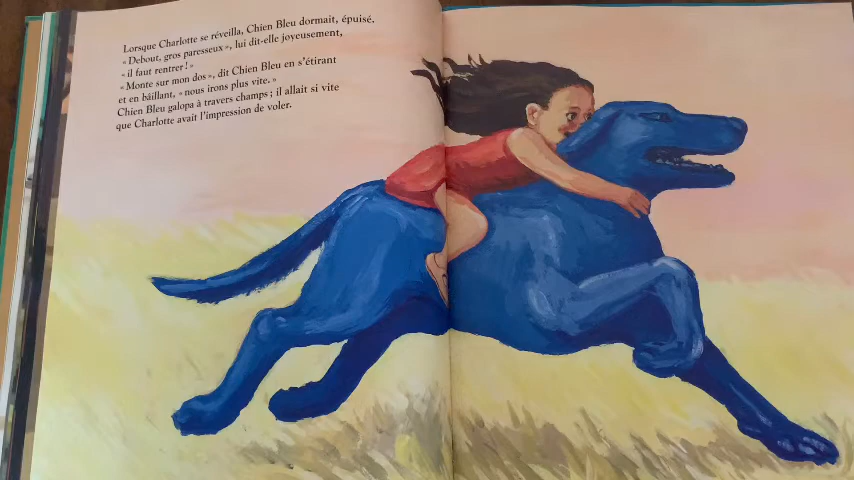 Lorsque Charlotte se réveilla, Chien Bleu dormait, épuisé.
« Debout, gros paresseux », lui dit-elle joyeusement,
« il faut rentrer ! »
« Monte sur mon dos », dit Chien Bleu en s'étirant
et en bâillant, « nous irons plus vite. »
Chien Bleu galopa à travers champs ; il allait si vite
que Charlotte avait l'impression de voler.